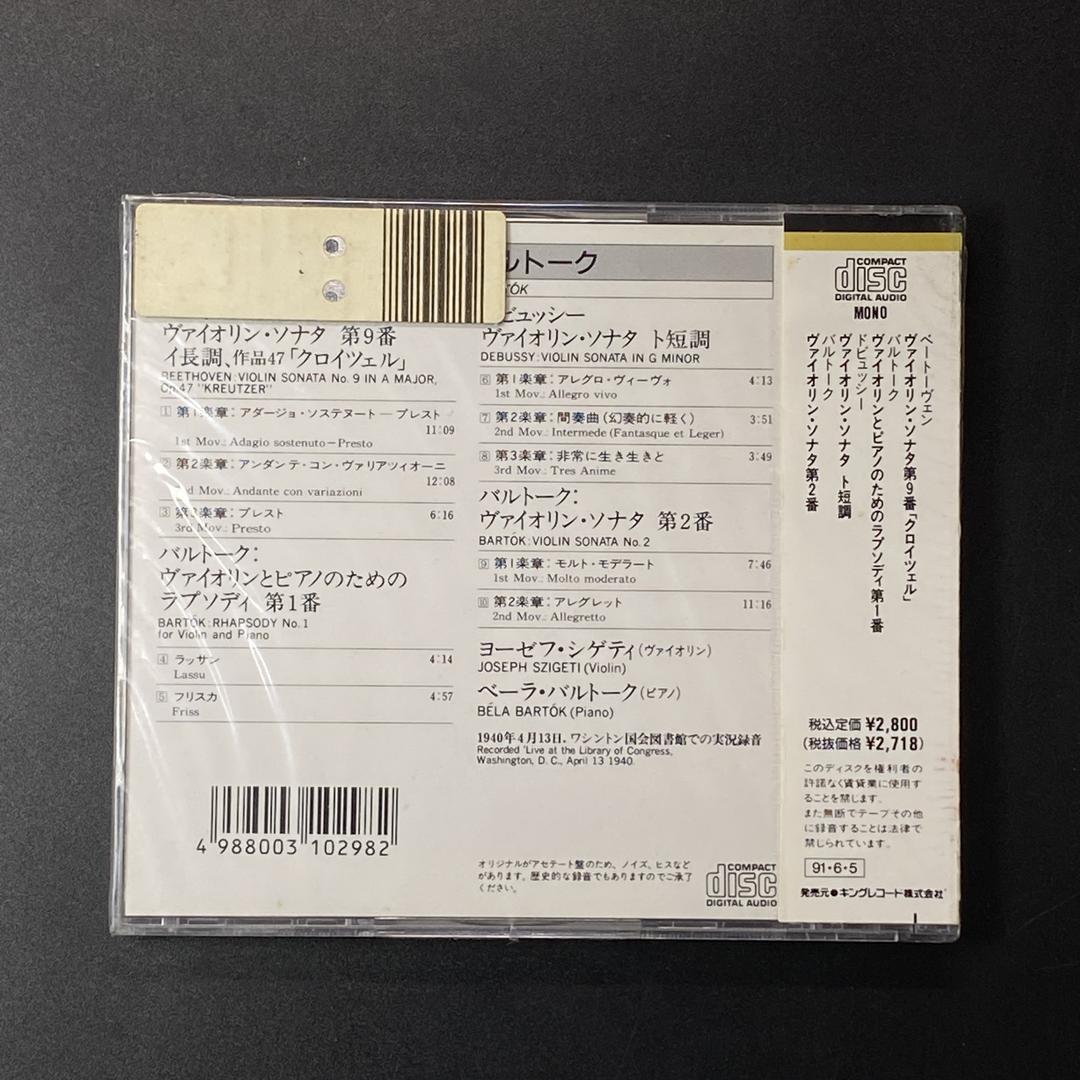 ルトーク
TÓK
ヴァイオリン・ソナタ 第9番
イ長調、作品47「クロイツェル」
BEETHOVEN:VIOLIN SONATA No. 9 IN A MAJOR,
Op.47 "KREUTZER"
1 第1楽章: アダージョ・ソステヌート―プレスト
11:09
1st Mov.: Adagio sostenuto－Presto
2 第2楽章: アンダンテ・コン・ヴァリアツィオーニ
12:08
d Mov.: Andante con variazioni
3 第3楽章: プレスト 6:16
3rd Mov.: Presto
バルトーク:
ヴァイオリンとピアノのための
ラプソディ 第1番
BARTÓK:RHAPSODY No.1
for Violin and Piano
4 ラッサン 4:14
Lassu
5 フリスカ 4:57
Friss
4 988003 102982
ビュッシー
ヴァイオリン・ソナタ ト短調
DEBUSSY:VIOLIN SONATA IN G MINOR
6 第1楽章: アレグロ・ヴィーヴォ 4:13
1st Mov.: Allegro vivo
7 第2楽章: 間奏曲(幻奏的に軽く) 3:51
2nd Mov.: Intermede (Fantasque et Leger)
8 第3楽章: 非常に生き生きと 3:49
3rd Mov.: Tres Anime
バルトーク:
ヴァイオリン・ソナタ 第2番
BARTÓK:VIOLIN SONATA No.2
9 第1楽章: モルト・モデラート 7:46
1st Mov.: Molto moderato
10 第2楽章: アレグレット 11:16
2nd Mov.: Allegretto
ヨーゼフ・シゲティ(ヴァイオリン)
JOSEPH SZIGETI (Violin)
ベーラ・バルトーク(ピアノ)
BÉLA BARTÓK (Piano)
1940年4月13日、ワシントン国会図書館での実況録音
Recorded 'Live at the Library of Congress,
Washington, D. C., April 13 1940.
オリジナルがアセテート盤のため、ノイズ、ヒスなど
があります。歴史的な録音でもありますのでご了承
ください。
COMPACT
disc
DIGITAL AUDIO
COMPACT
disc
DIGITAL AUDIO
MONO
ベートーヴェン
ヴァイオリン・ソナタ第9番「クロイツェル」
バルトーク
ヴァイオリンとピアノのためのラプソディ第1番
ドビュッシー
ヴァイオリン・ソナタ ト短調
バルトーク
ヴァイオリン・ソナタ第2番
税込定価 ¥2,800
(税抜価格 ¥2,718)
このディスクを権利者の
許諾なく賃貸業に使用す
ることを禁じます。
また無断でテープその他
に録音することは法律で
禁じられています。
91・6・5
発売元●キングレコード株式会社